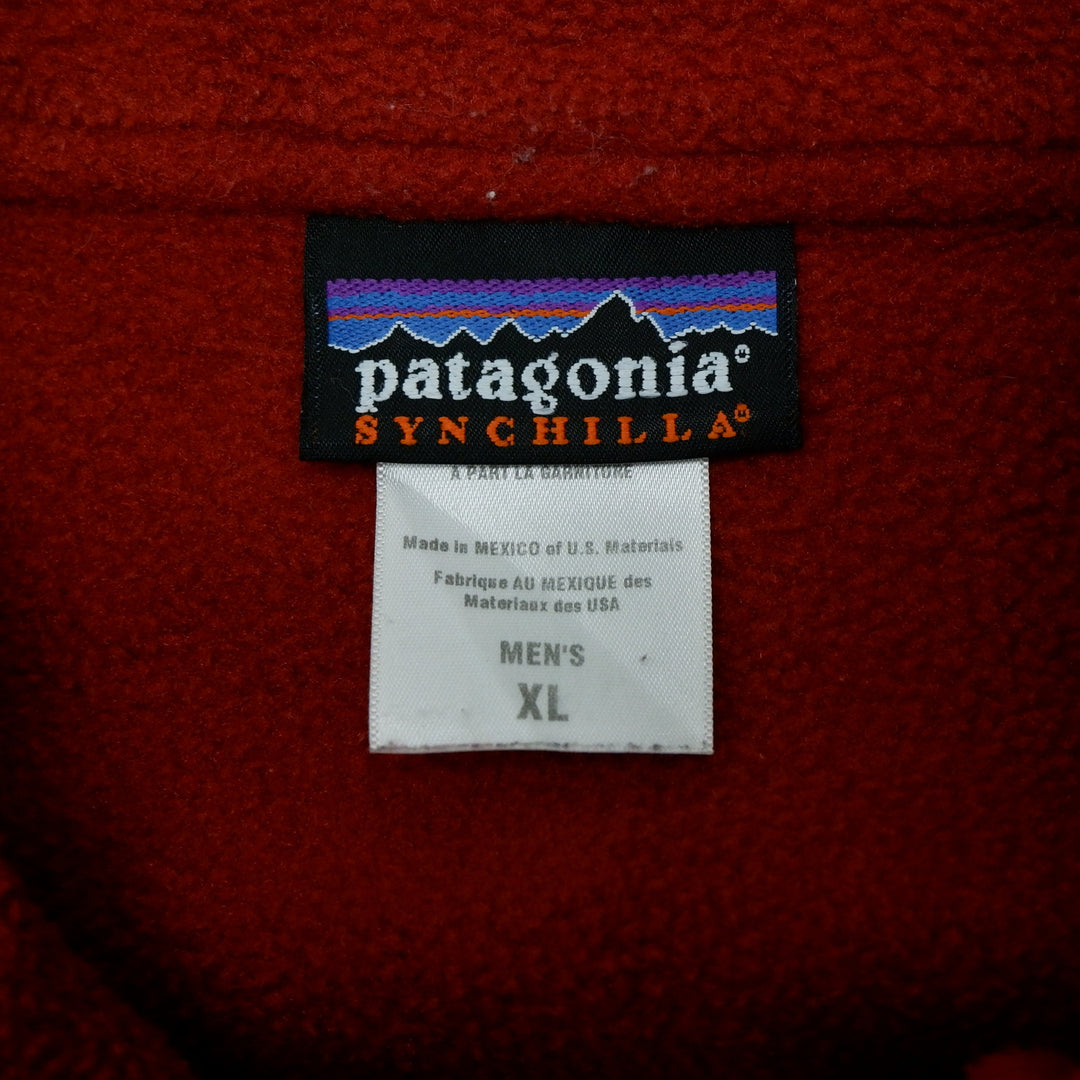 patagonia®
SYNCHILLA®
À PART LA GARNITURE
Made in MEXICO of U.S. Materials
Fabrique AU MEXIQUE des
Materiaux des USA
MEN'S
XL